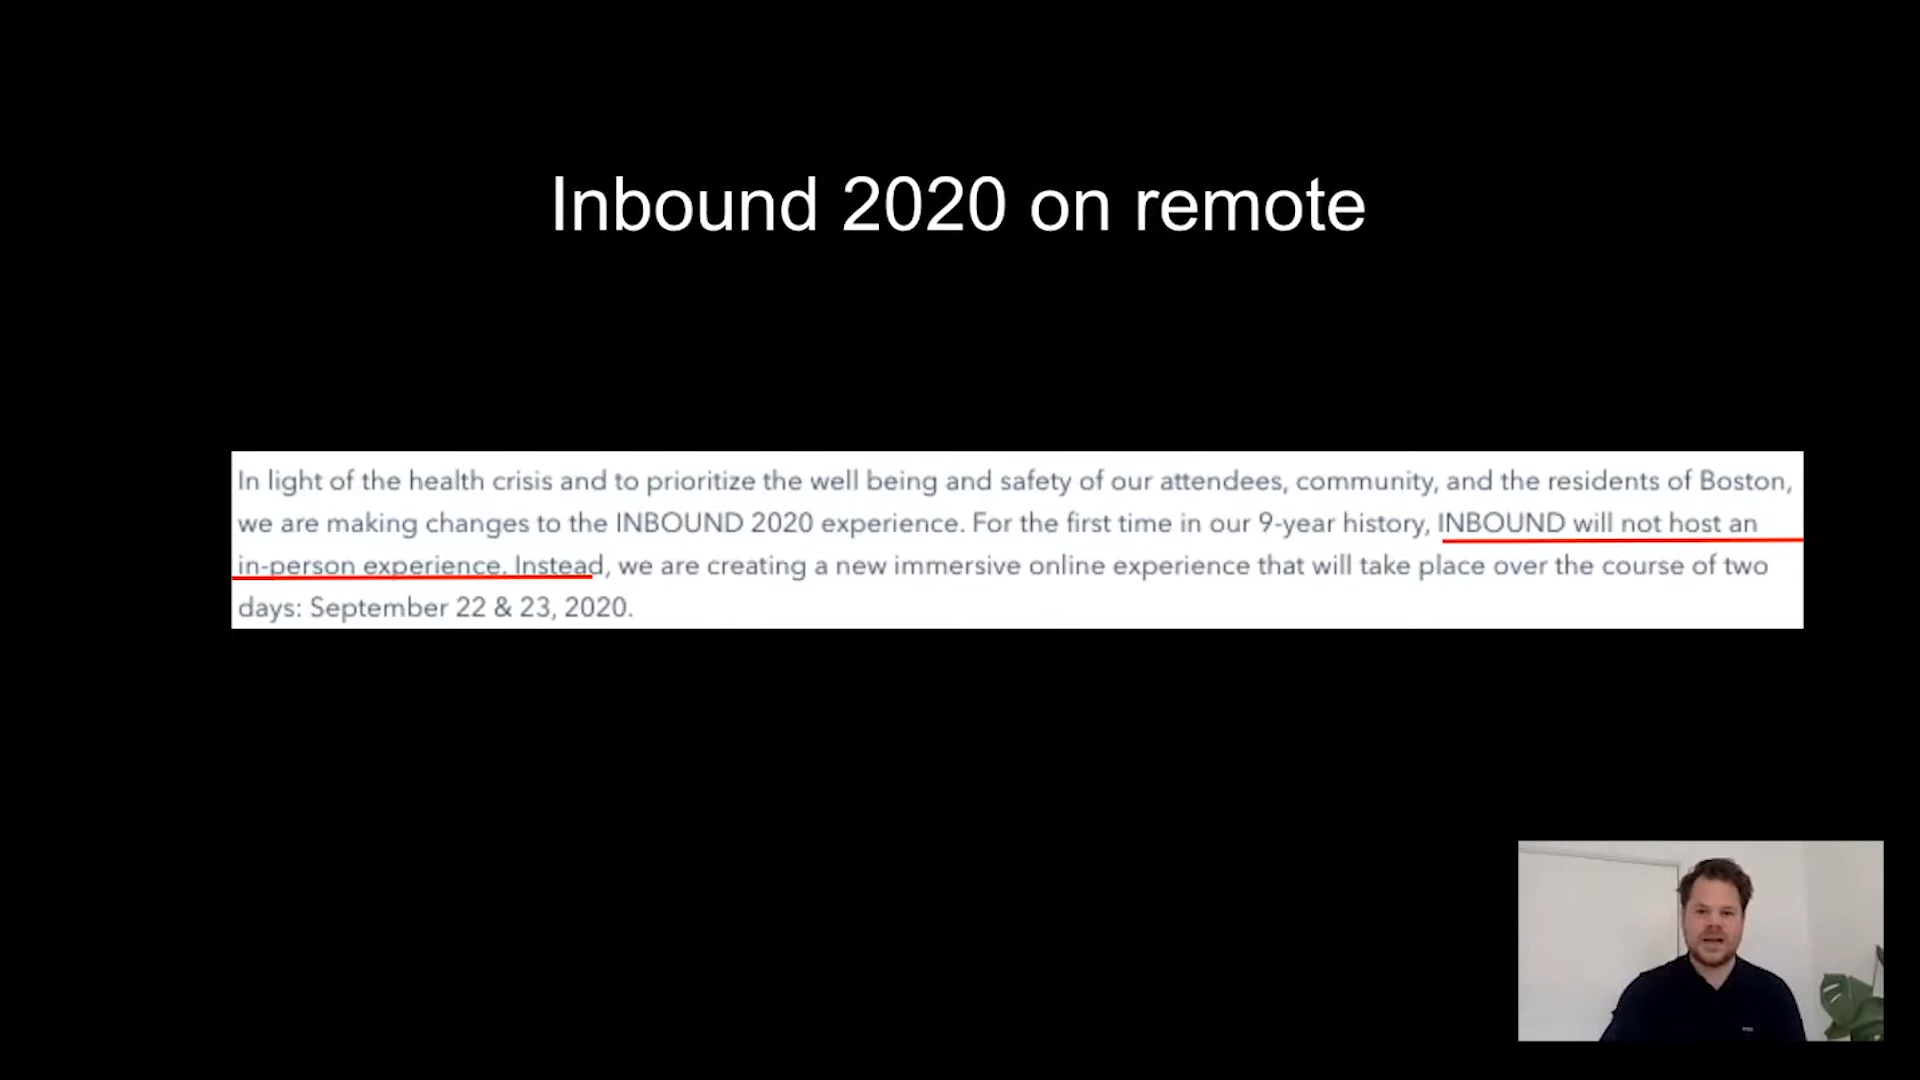 Inbound 2020 on remote
In light of the health crisis and to prioritize the well being and safety of our attendees, community, and the residents of Boston,
we are making changes to the INBOUND 2020 experience. For the first time in our 9-year history, INBOUND will not host an
in-person experience. Instead, we are creating a new immersive online experience that will take place over the course of two
days: September 22 & 23, 2020.